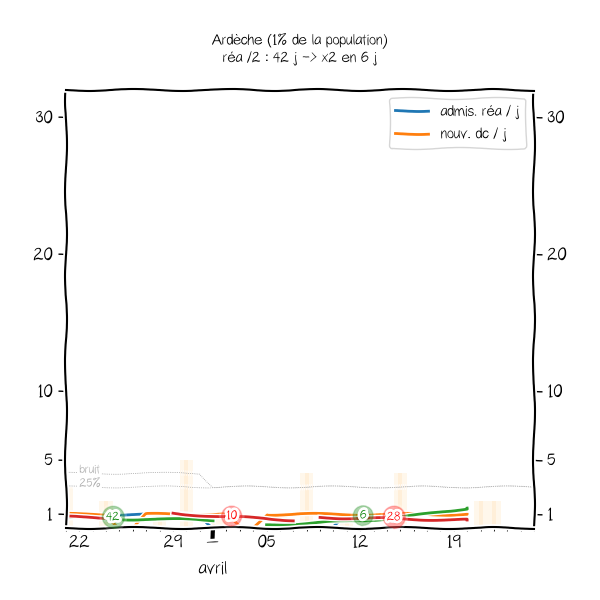 Ardèche (1% de la population)
réa /2 : 42 j -> x2 en 6 j
admis. réa / j
nouv. dc / j
30 30
20 20
10 10
5 5
bruit
25%
1 1
42 10 6 28
22 29 05 12 19
avril